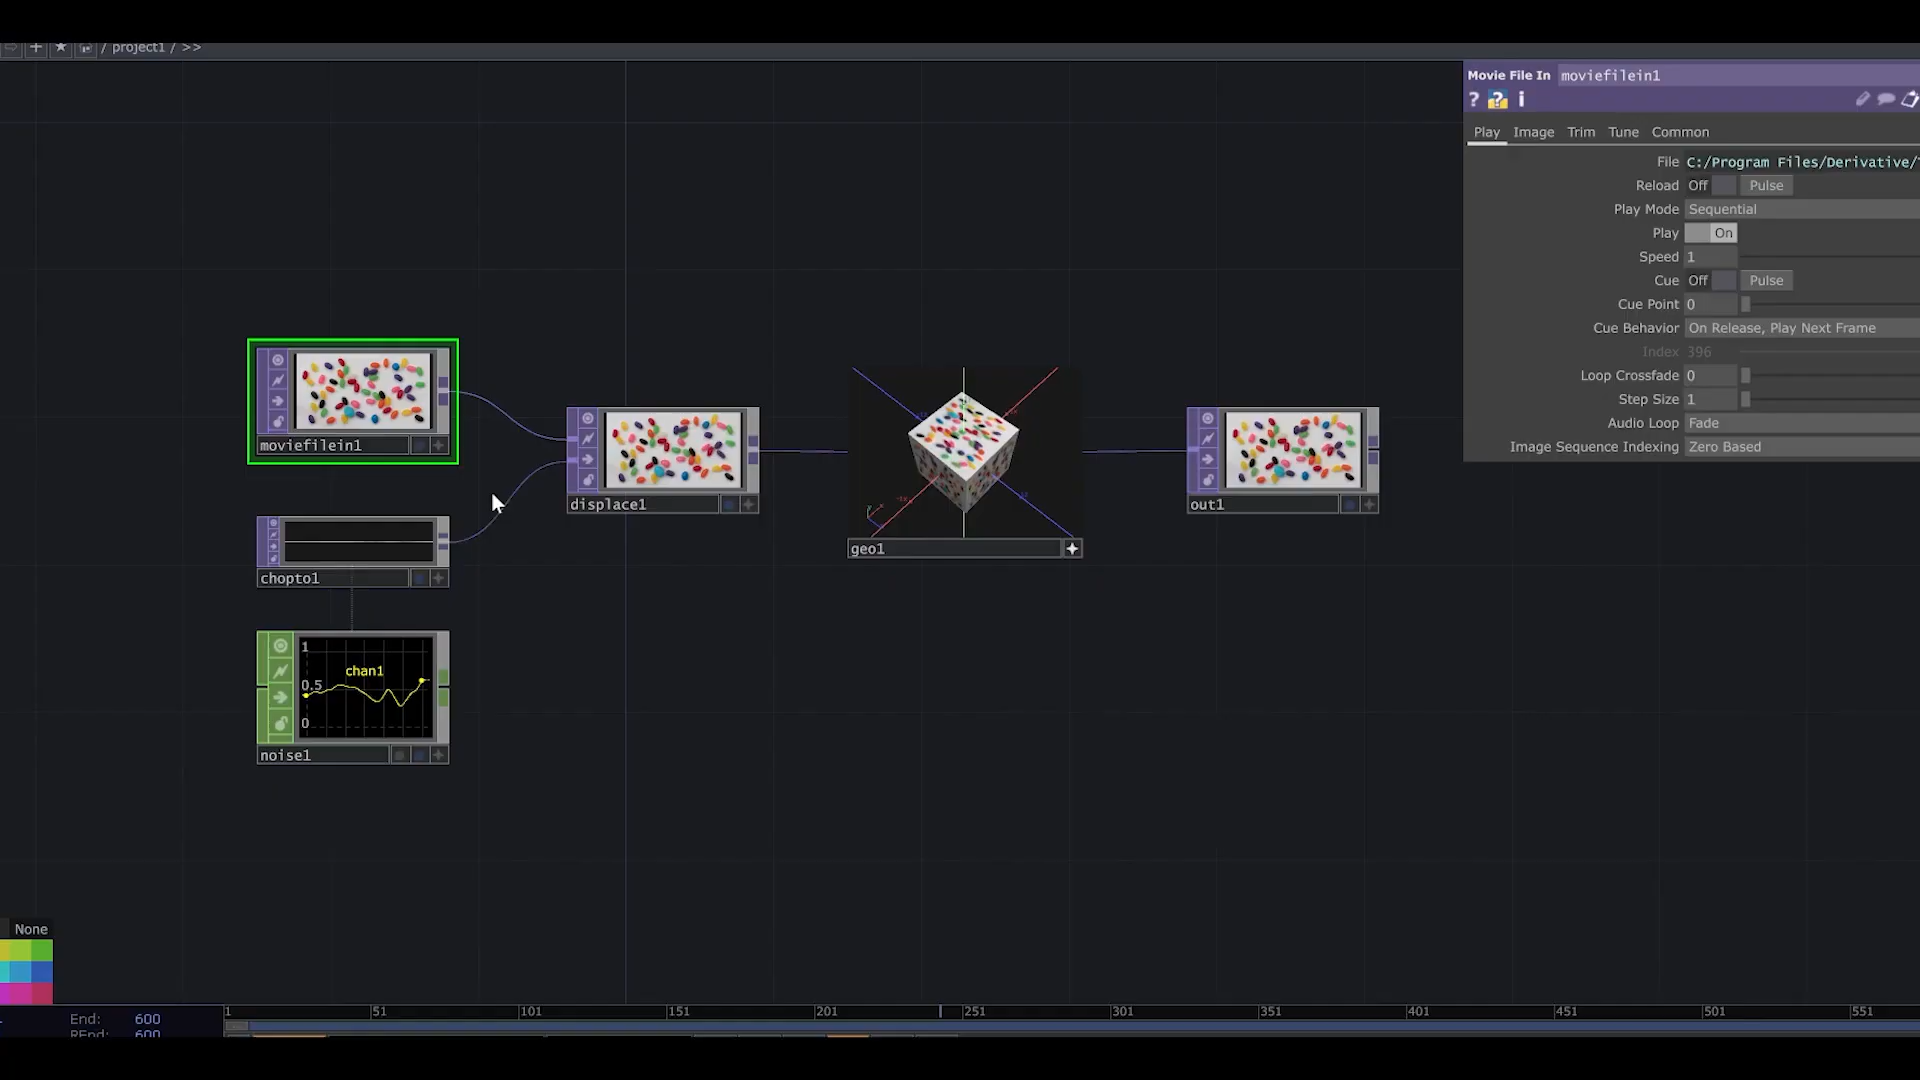 / project1 / >>
Movie File In moviefilein1
? ? i
Play Image Trim Tune Common
File C:/Program Files/Derivative/
Reload Off Pulse
Play Mode Sequential
Play On
Speed 1
Cue Off Pulse
Cue Point 0
Cue Behavior On Release, Play Next Frame
Index 396
Loop Crossfade 0
Step Size 1
Audio Loop Fade
Image Sequence Indexing Zero Based
moviefilein1
displace1
geo1
out1
chopto1
1
chan1
0.5
0
noise1
None
1 51 101 151 201 251 301 351 401 451 501 551
End: 600
REnd: 600